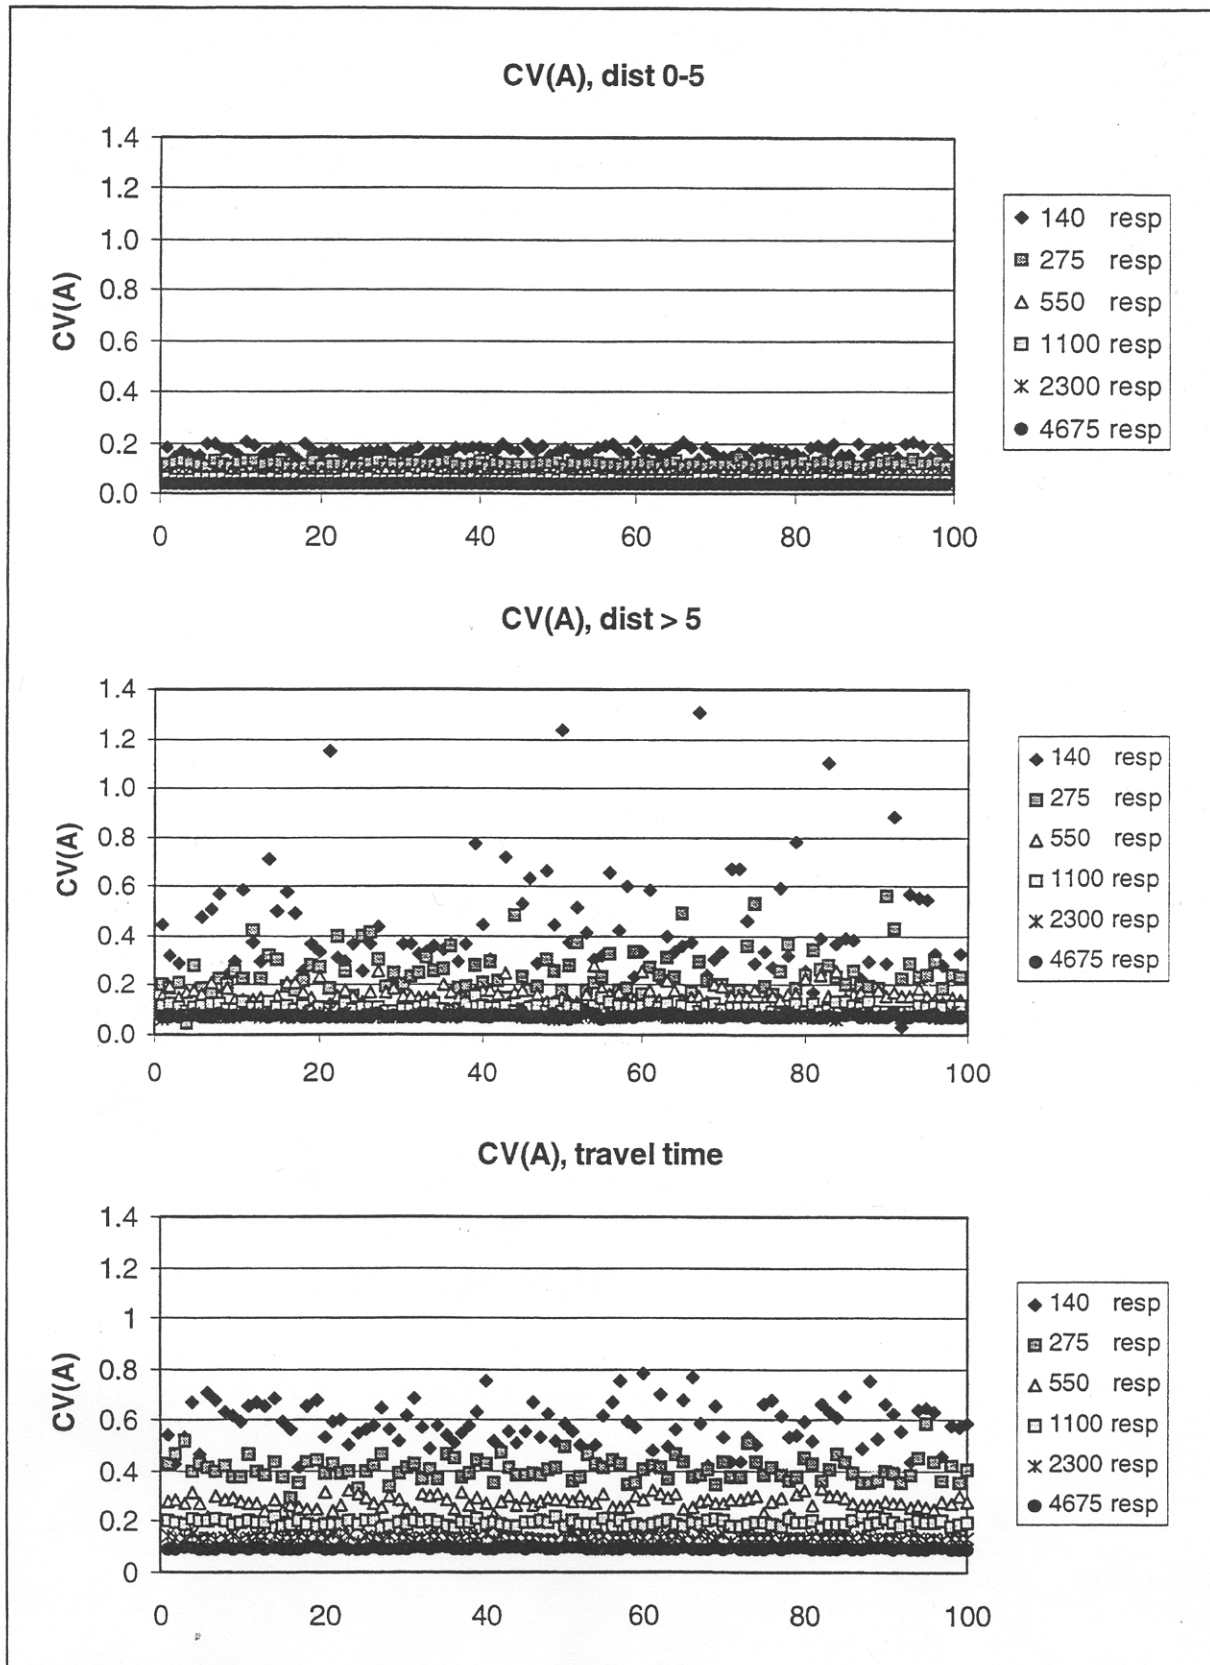 CV(A), dist 0-5
1.4
1.2
1.0
0.8
0.6
0.4
0.2
0.0
CV(A)
0 20 40 60 80 100
140 resp
275 resp
550 resp
1100 resp
2300 resp
4675 resp
CV(A), dist > 5
1.4
1.2
1.0
0.8
0.6
0.4
0.2
0.0
CV(A)
0 20 40 60 80 100
140 resp
275 resp
550 resp
1100 resp
2300 resp
4675 resp
CV(A), travel time
1.4
1.2
1
0.8
0.6
0.4
0.2
0
CV(A)
0 20 40 60 80 100
140 resp
275 resp
550 resp
1100 resp
2300 resp
4675 resp